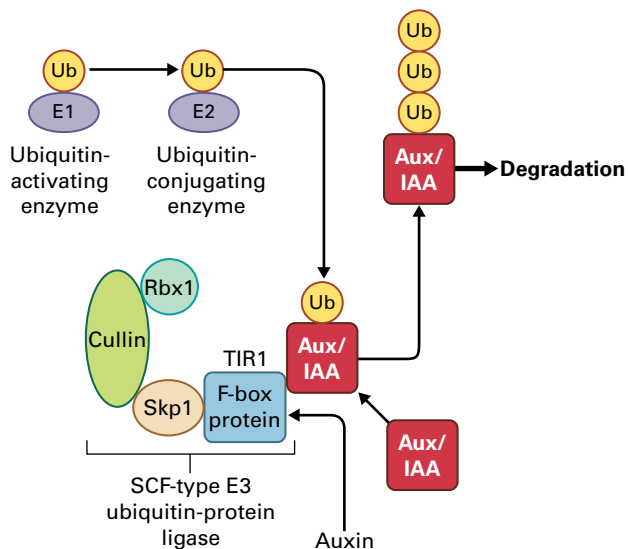 Ub
Ub
E1
E2
Ubiquitin-
activating
enzyme
Ubiquitin-
conjugating
enzyme
Ub
Ub
Ub
Aux/
IAA
Degradation
Rbx1
Cullin
Skp1
TIR1
F-box
protein
Ub
Aux/
IAA
Aux/
IAA
SCF-type E3
ubiquitin-protein
ligase
Auxin